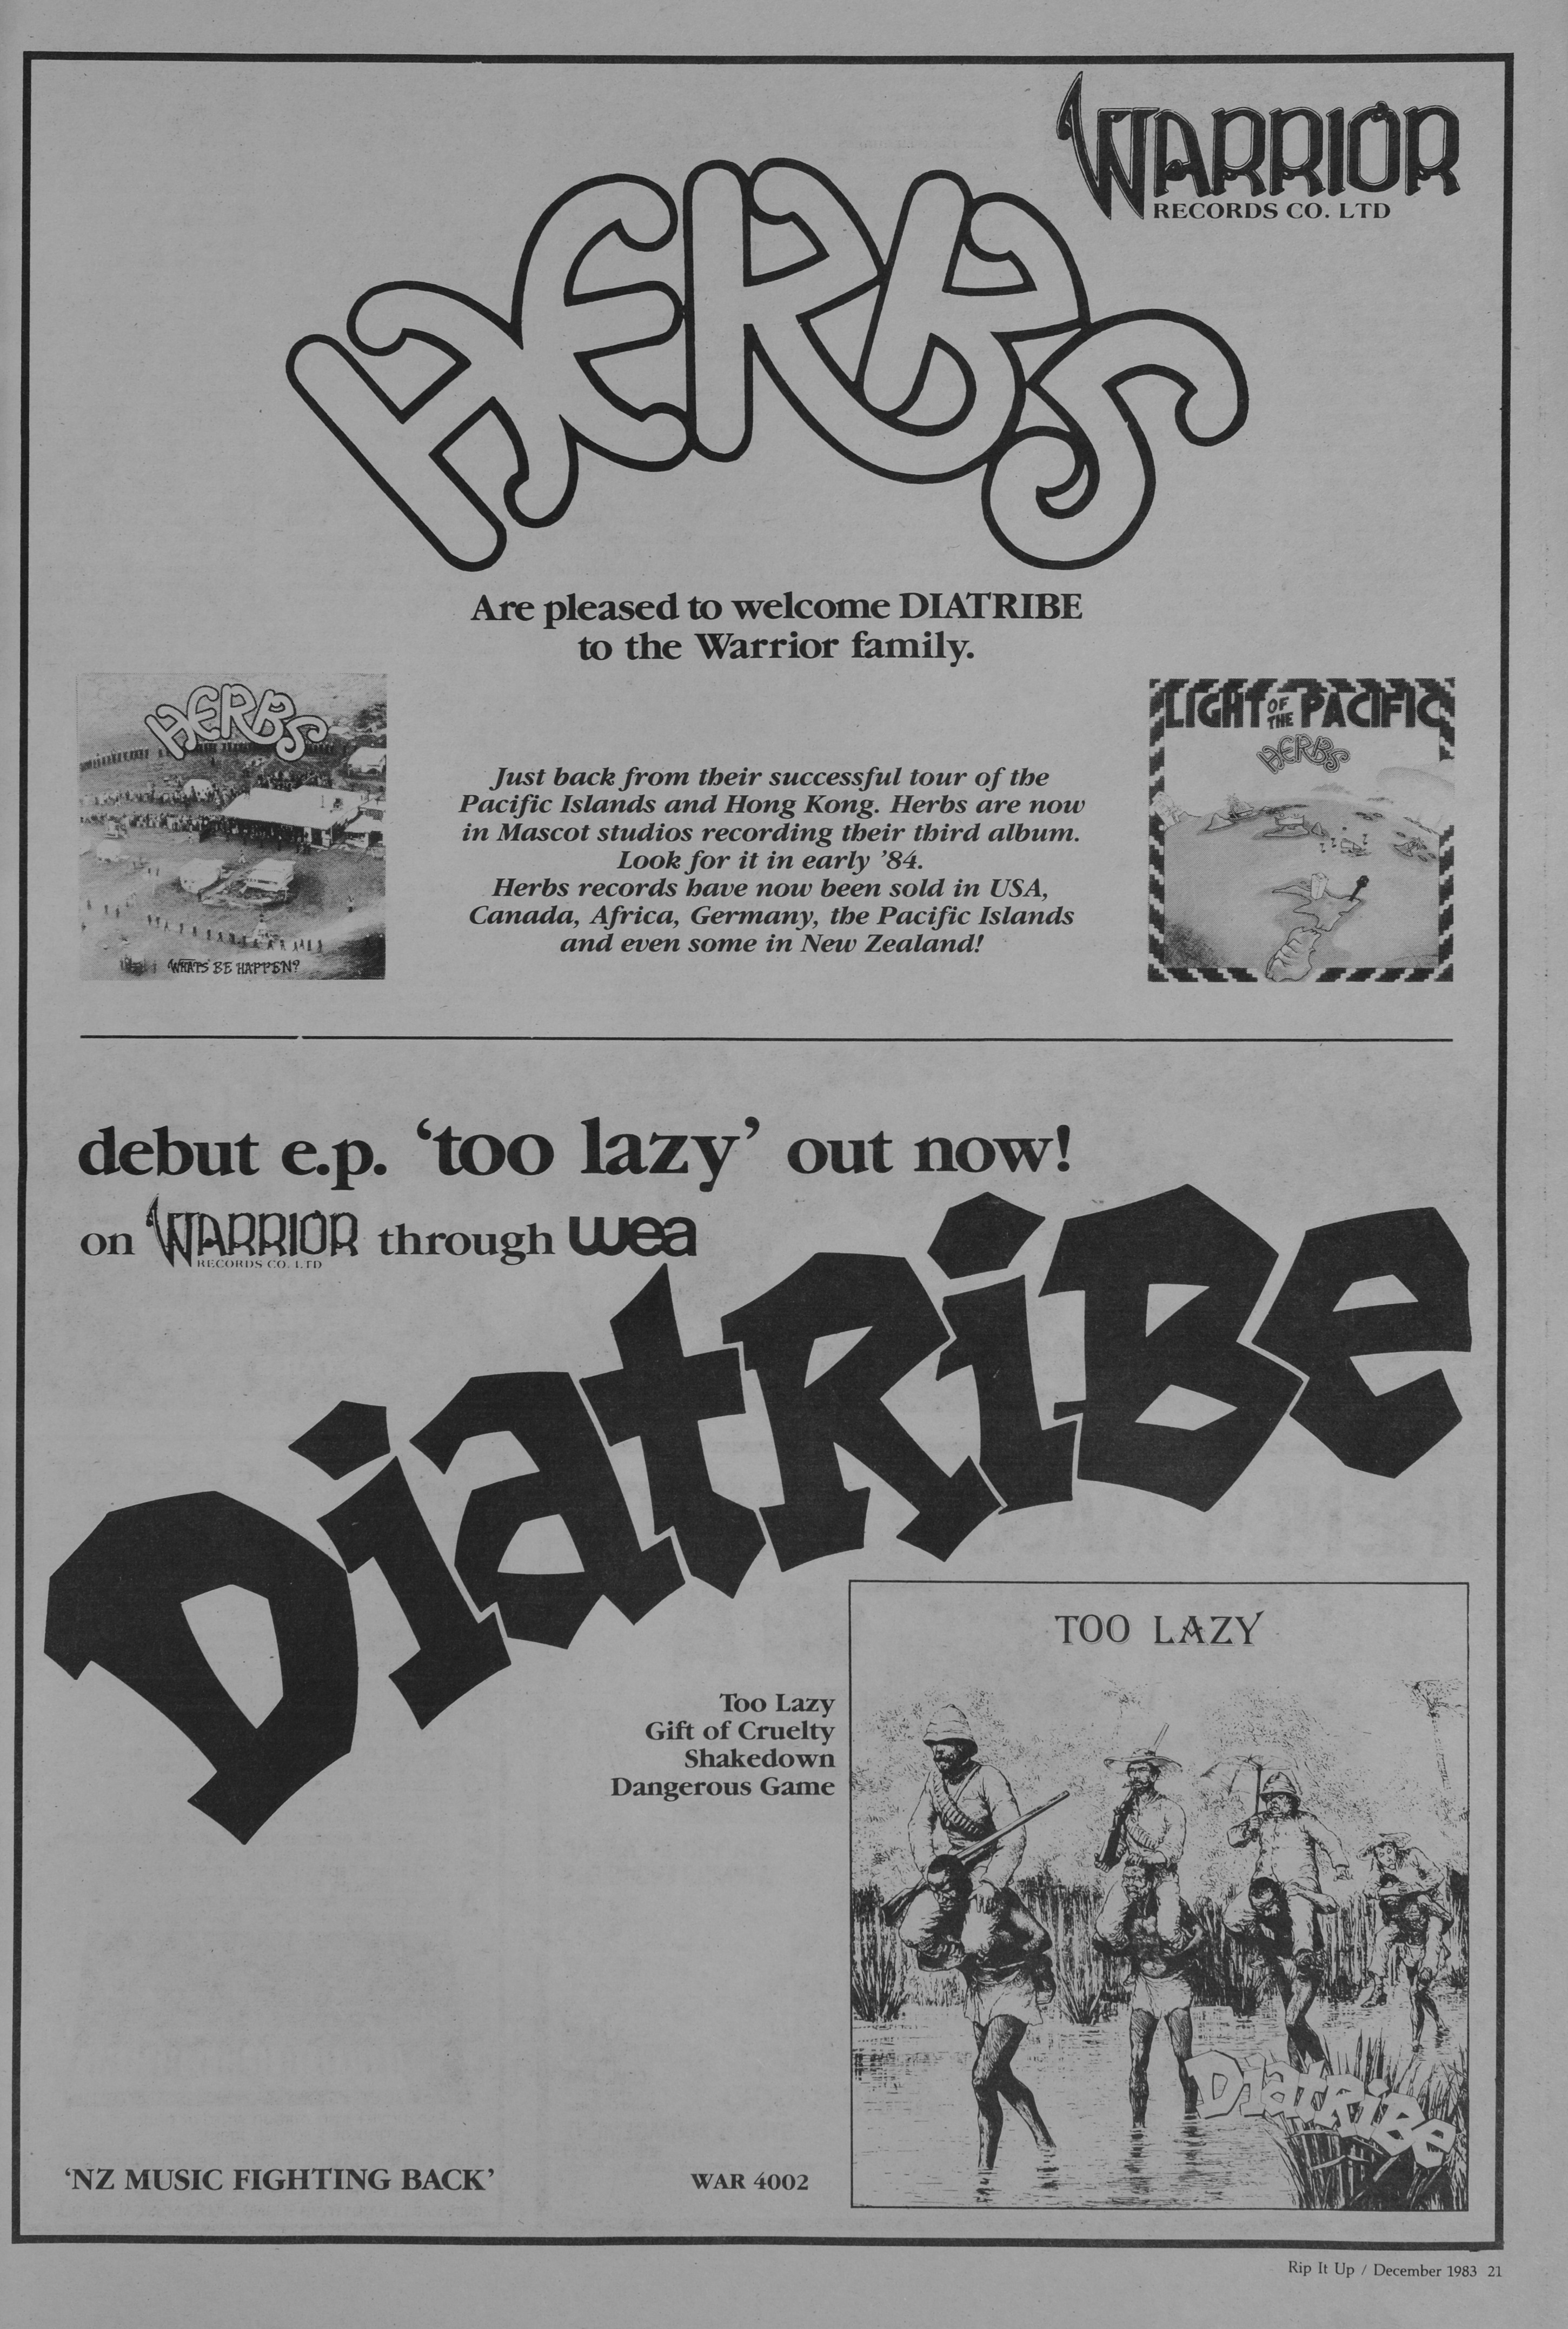 WARRIOR
RECORDS CO. LTD
HERBS
Are pleased to welcome DIATRIBE
to the Warrior family.
HERBS
WHATS' BE HAPPEN?
Just back from their successful tour of the
Pacific Islands and Hong Kong. Herbs are now
in Mascot studios recording their third album.
Look for it in early '84.
Herbs records have now been sold in USA,
Canada, Africa, Germany, the Pacific Islands
and even some in New Zealand!
LIGHT OF THE PACIFIC
HERBS
debut e.p. ‘too lazy’ out now!
on WARRIOR RECORDS CO. LTD through wea
DiatRiBe
Too Lazy
Gift of Cruelty
Shakedown
Dangerous Game
TOO LAZY
DiatRiBe
‘NZ MUSIC FIGHTING BACK’
WAR 4002
Rip It Up / December 1983 21